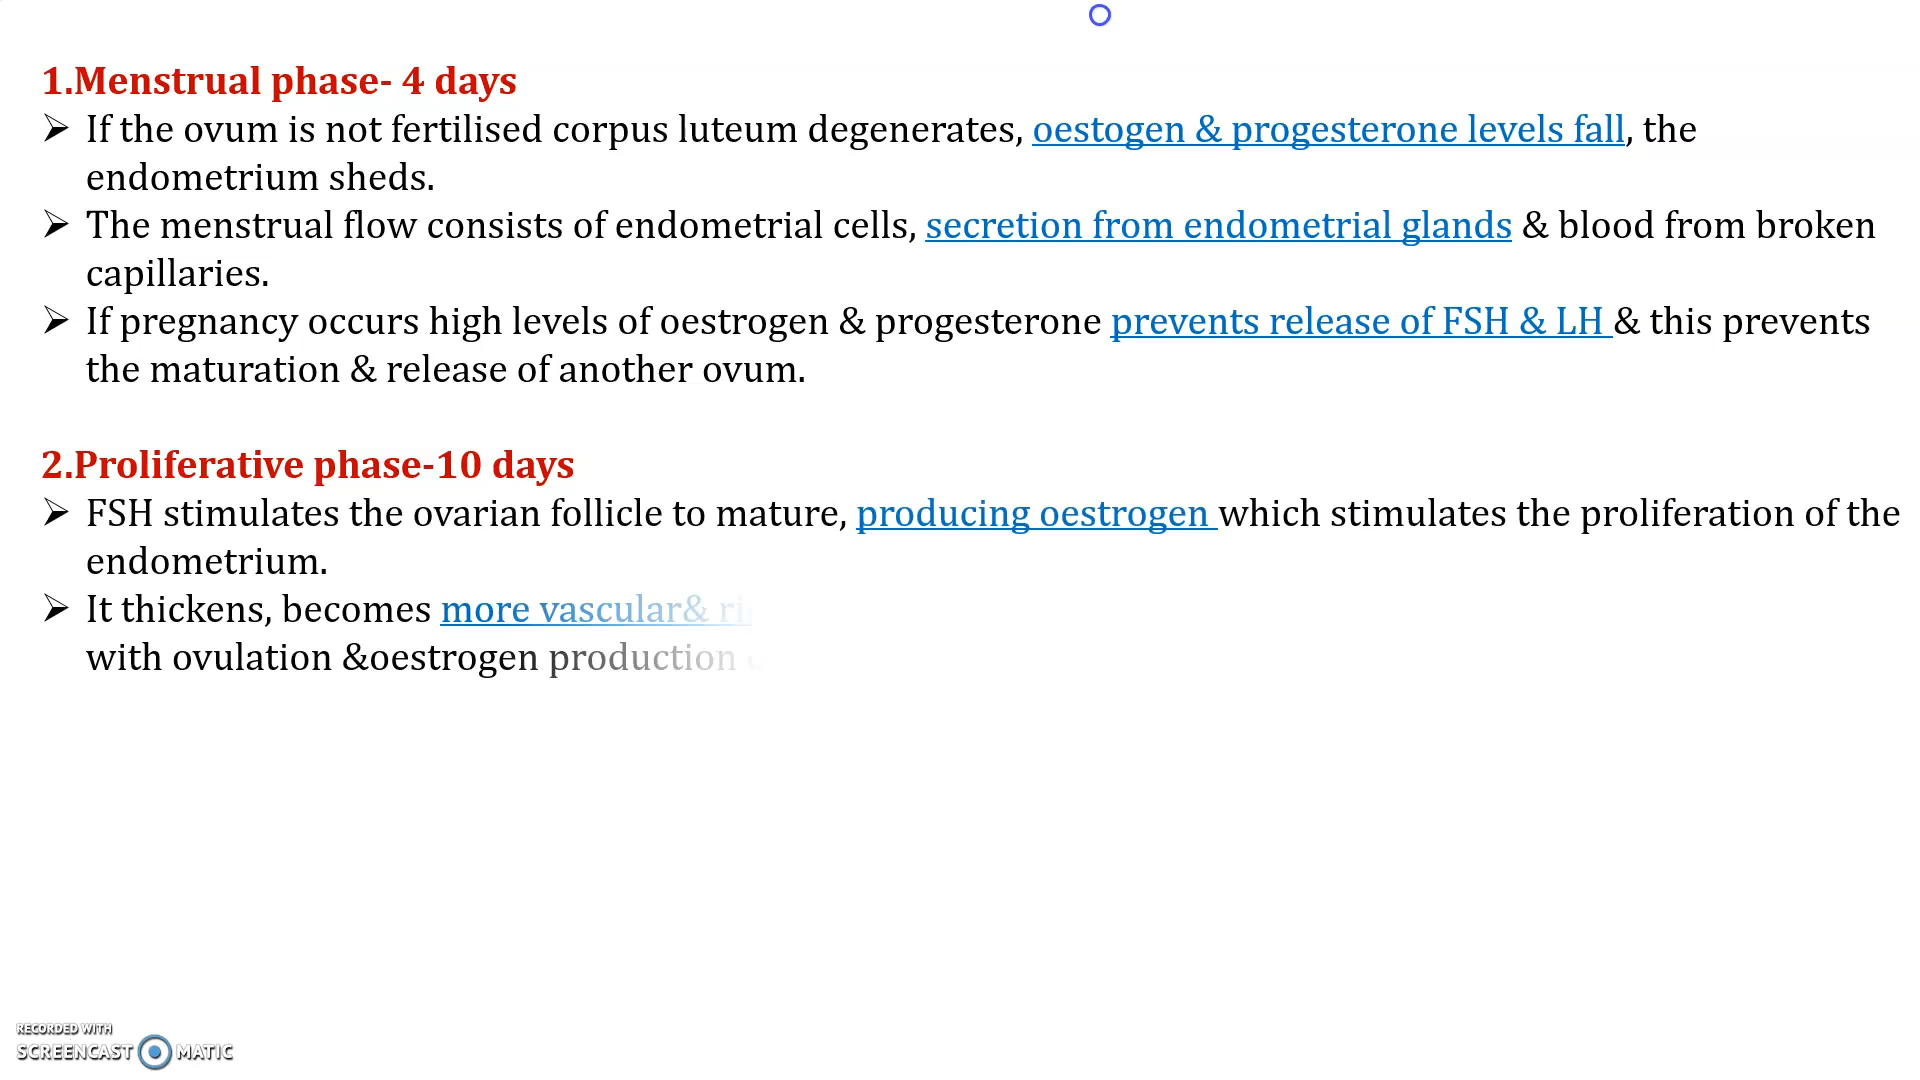 1.Menstrual phase- 4 days
➢ If the ovum is not fertilised corpus luteum degenerates, oestogen & progesterone levels fall, the
endometrium sheds.
➢ The menstrual flow consists of endometrial cells, secretion from endometrial glands & blood from broken
capillaries.
➢ If pregnancy occurs high levels of oestrogen & progesterone prevents release of FSH & LH & this prevents
the maturation & release of another ovum.
2.Proliferative phase-10 days
➢ FSH stimulates the ovarian follicle to mature, producing oestrogen which stimulates the proliferation of the
endometrium.
➢ It thickens, becomes more vascular&
with ovulation &oestrogen production
RECORDED WITH
SCREENCAST MATIC